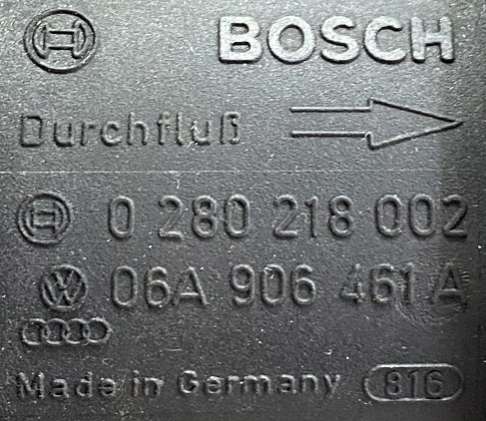 BOSCH
Durchfluß
0 280 218 002
06A 906 461 A
Made in Germany 816